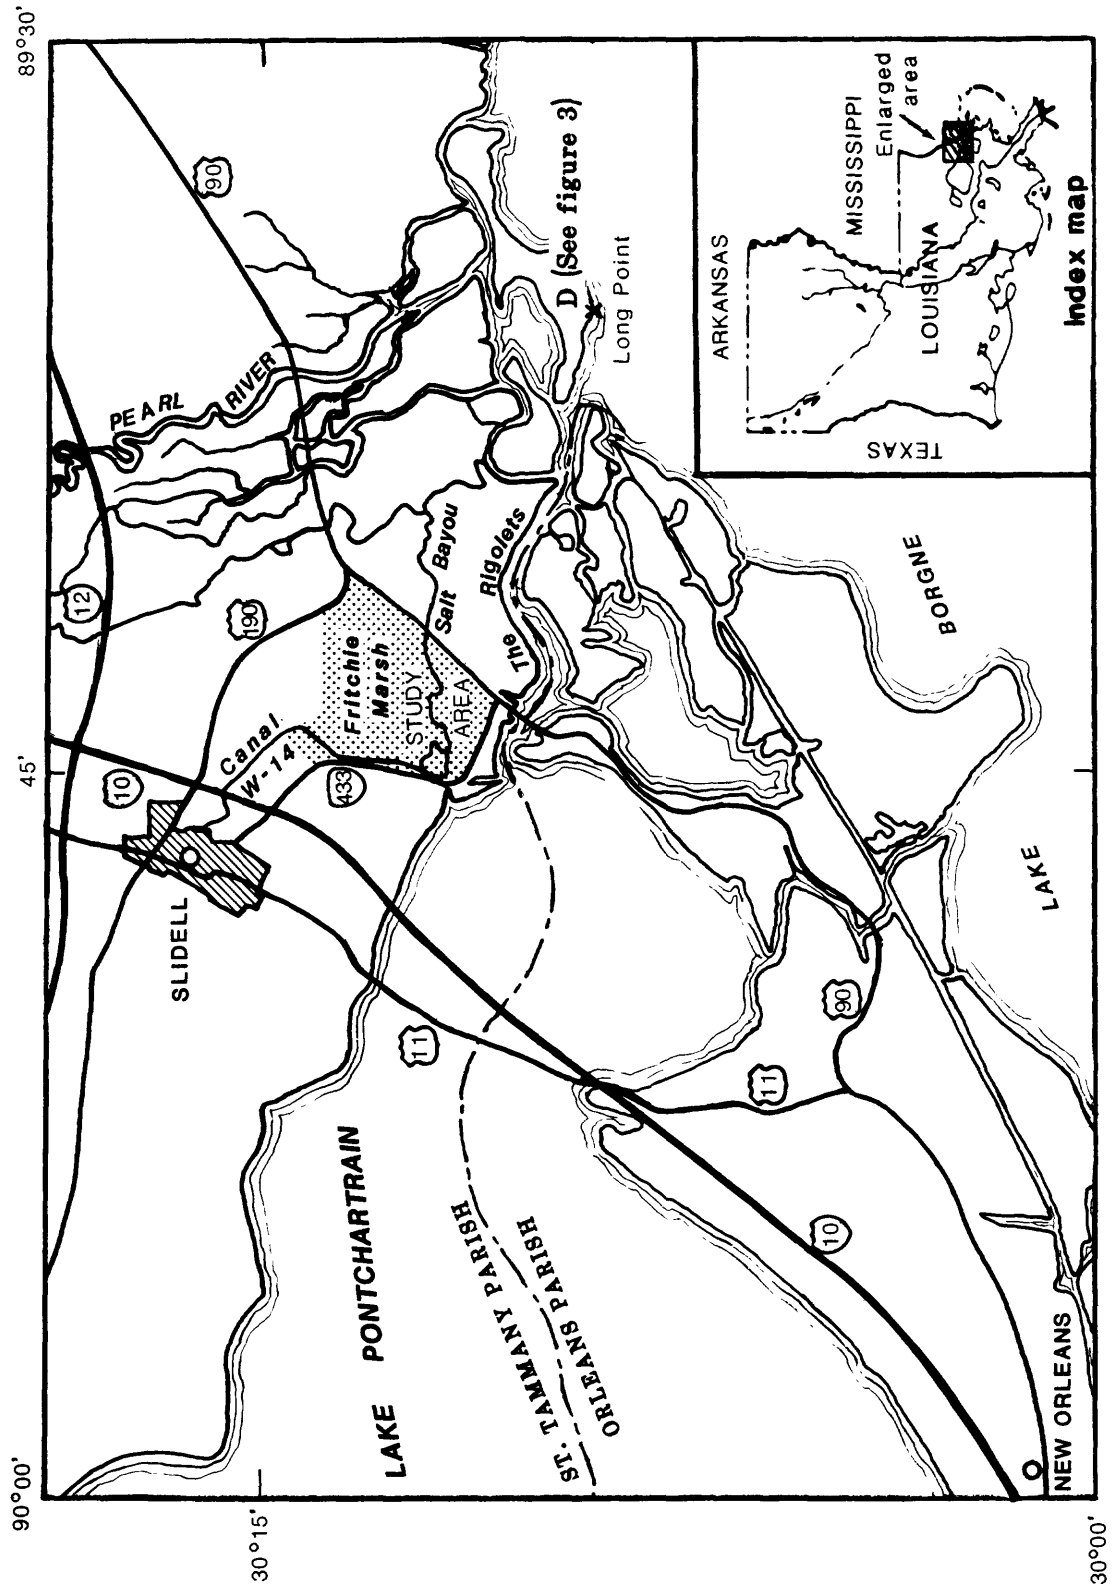 90°00'
45'
89°30'
30°15'
30°00'
12
10
190
90
PEARL
RIVER
SLIDELL
Canal
W-14
433
Fritchie
Marsh
STUDY
AREA
Salt Bayou
The Rigolets
D (See figure 3)
Long Point
LAKE PONTCHARTRAIN
11
ST. TAMMANY PARISH
ORLEANS PARISH
11
90
10
LAKE BORGNE
NEW ORLEANS
ARKANSAS
MISSISSIPPI
Enlarged
area
LOUISIANA
TEXAS
Index map